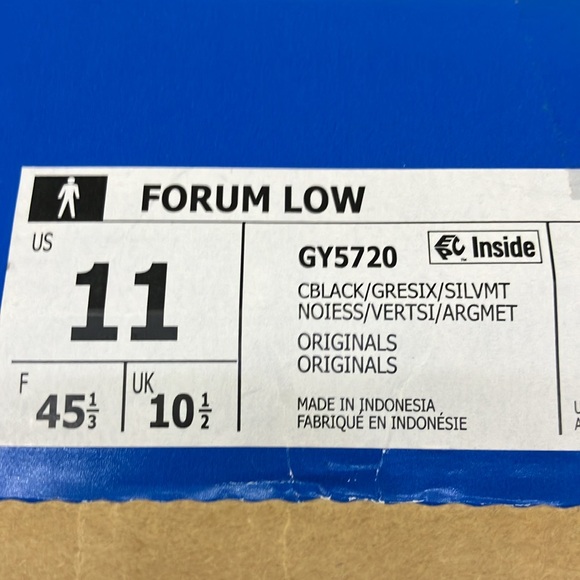 FORUM LOW
US
11
F 45 1/3
UK 10 1/2
GY5720
Inside
CBLACK/GRESIX/SILVMT
NOIESS/VERTSI/ARGMET
ORIGINALS
ORIGINALS
MADE IN INDONESIA
FABRIQUÉ EN INDONÉSIE